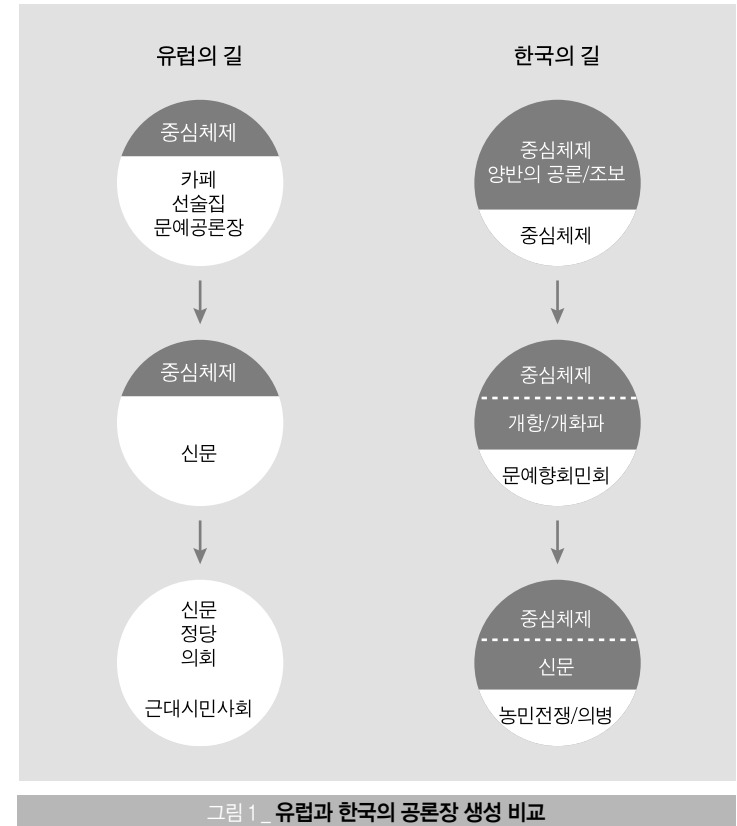 유럽의 길
중심체제
카페
선술집
문예공론장
중심체제
신문
신문
정당
의회
근대시민사회
한국의 길
중심체제
양반의 공론/조보
중심체제
중심체제
개항/개화파
문예향회민회
중심체제
신문
농민전쟁/의병
그림 1 _ 유럽과 한국의 공론장 생성 비교